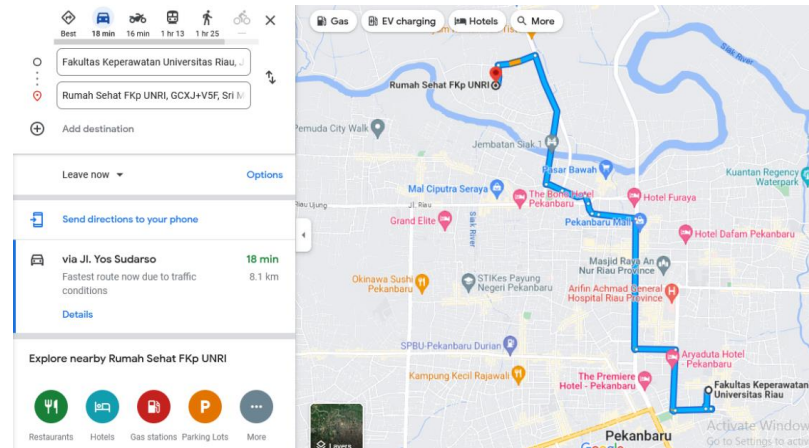 Best
18 min
16 min
1 hr 13
1 hr 25
Fakultas Keperawatan Universitas Riau, J
Rumah Sehat FKp UNRI, GCXJ+V5F, Sri M
Add destination
Leave now
Options
Send directions to your phone
via Jl. Yos Sudarso
18 min
Fastest route now due to traffic
conditions
8.1 km
Details
Explore nearby Rumah Sehat FKp UNRI
Restaurants
Hotels
Gas stations
Parking Lots
More
Gas
EV charging
Hotels
More
Siak River
Rumah Sehat FKp UNRI
Pemuda City Walk
Jembatan Siak 1
Pasar Bawah
Kuantan Regency
Waterpark
Mal Ciputra Seraya
The Bono Hotel
Pekanbaru
Hotel Furaya
Jl. Riau
Grand Elite
Siak River
Pekanbaru Mall
Hotel Dafam Pekanbaru
Masjid Raya An
Nur Riau Province
Okinawa Sushi
Pekanbaru
STIKes Payung
Negeri Pekanbaru
Arifin Achmad General
Hospital Riau Province
SPBU-Pekanbaru Durian
Aryaduta Hotel
- Pekanbaru
Kampung Kecil Rajawali
The Premiere
Hotel - Pekanbaru
Fakultas Keperawatan
Universitas Riau
Layers
Pekanbaru
Google
Activate Window
Go to Settings to acti